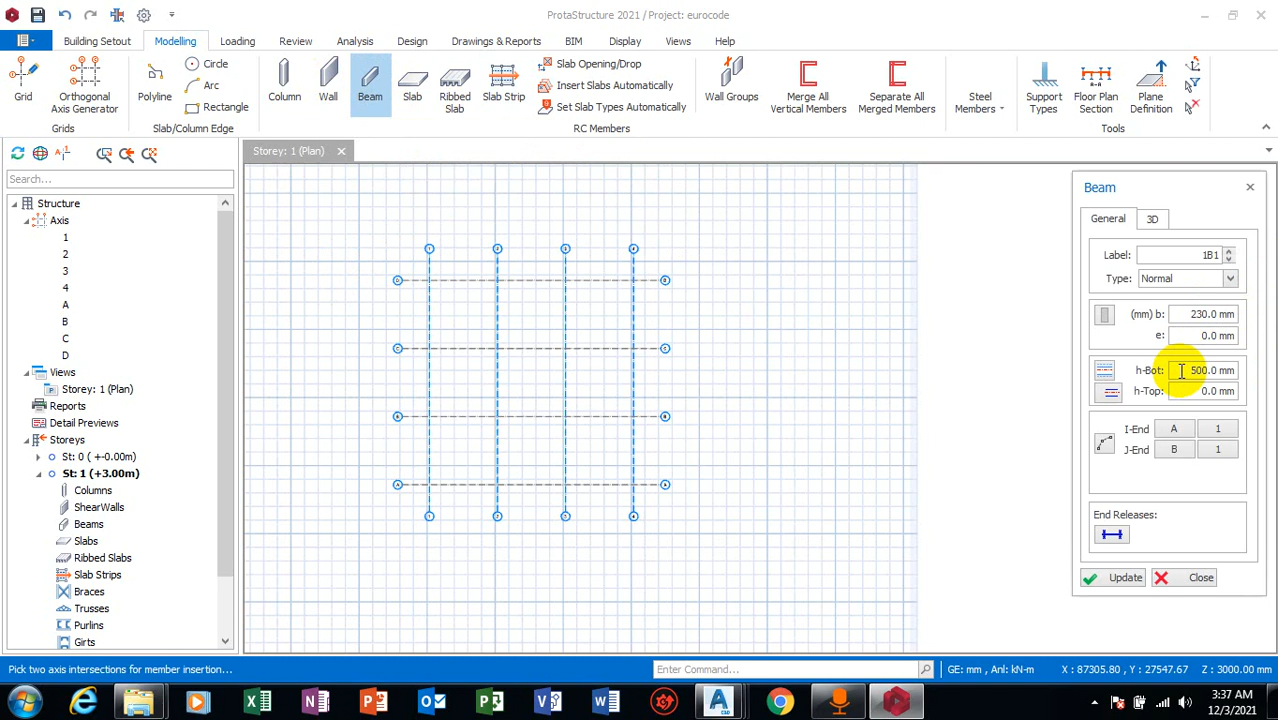 ProtaStructure 2021 / Project: eurocode
Building Setout
Modelling
Loading
Review
Analysis
Design
Drawings & Reports
BIM
Display
Views
Help
Grid
Orthogonal
Axis Generator
Grids
Polyline
Circle
Arc
Rectangle
Slab/Column Edge
Column
Wall
Beam
Slab
Ribbed
Slab
Slab Strip
Slab Opening/Drop
Insert Slabs Automatically
Set Slab Types Automatically
RC Members
Wall Groups
Merge All
Vertical Members
Separate All
Merged Members
Steel
Members
Support
Types
Floor Plan
Section
Plane
Definition
Tools
Storey: 1 (Plan)
Search...
Structure
Axis
1
2
3
4
A
B
C
D
Views
Storey: 1 (Plan)
Reports
Detail Previews
Storeys
St: 0 ( +-0.00m)
St: 1 (+3.00m)
Columns
ShearWalls
Beams
Slabs
Ribbed Slabs
Slab Strips
Braces
Trusses
Purlins
Girts
Beam
General
3D
Label: 1B1
Type: Normal
(mm) b: 230.0 mm
e: 0.0 mm
h-Bot: 500.0 mm
h-Top: 0.0 mm
I-End A 1
J-End B 1
End Releases:
Update
Close
Pick two axis intersections for member insertion...
Enter Command...
GE: mm, Anl: kN-m
X : 87305.80 , Y : 27547.67
Z : 3000.00 mm
3:37 AM
12/3/2021